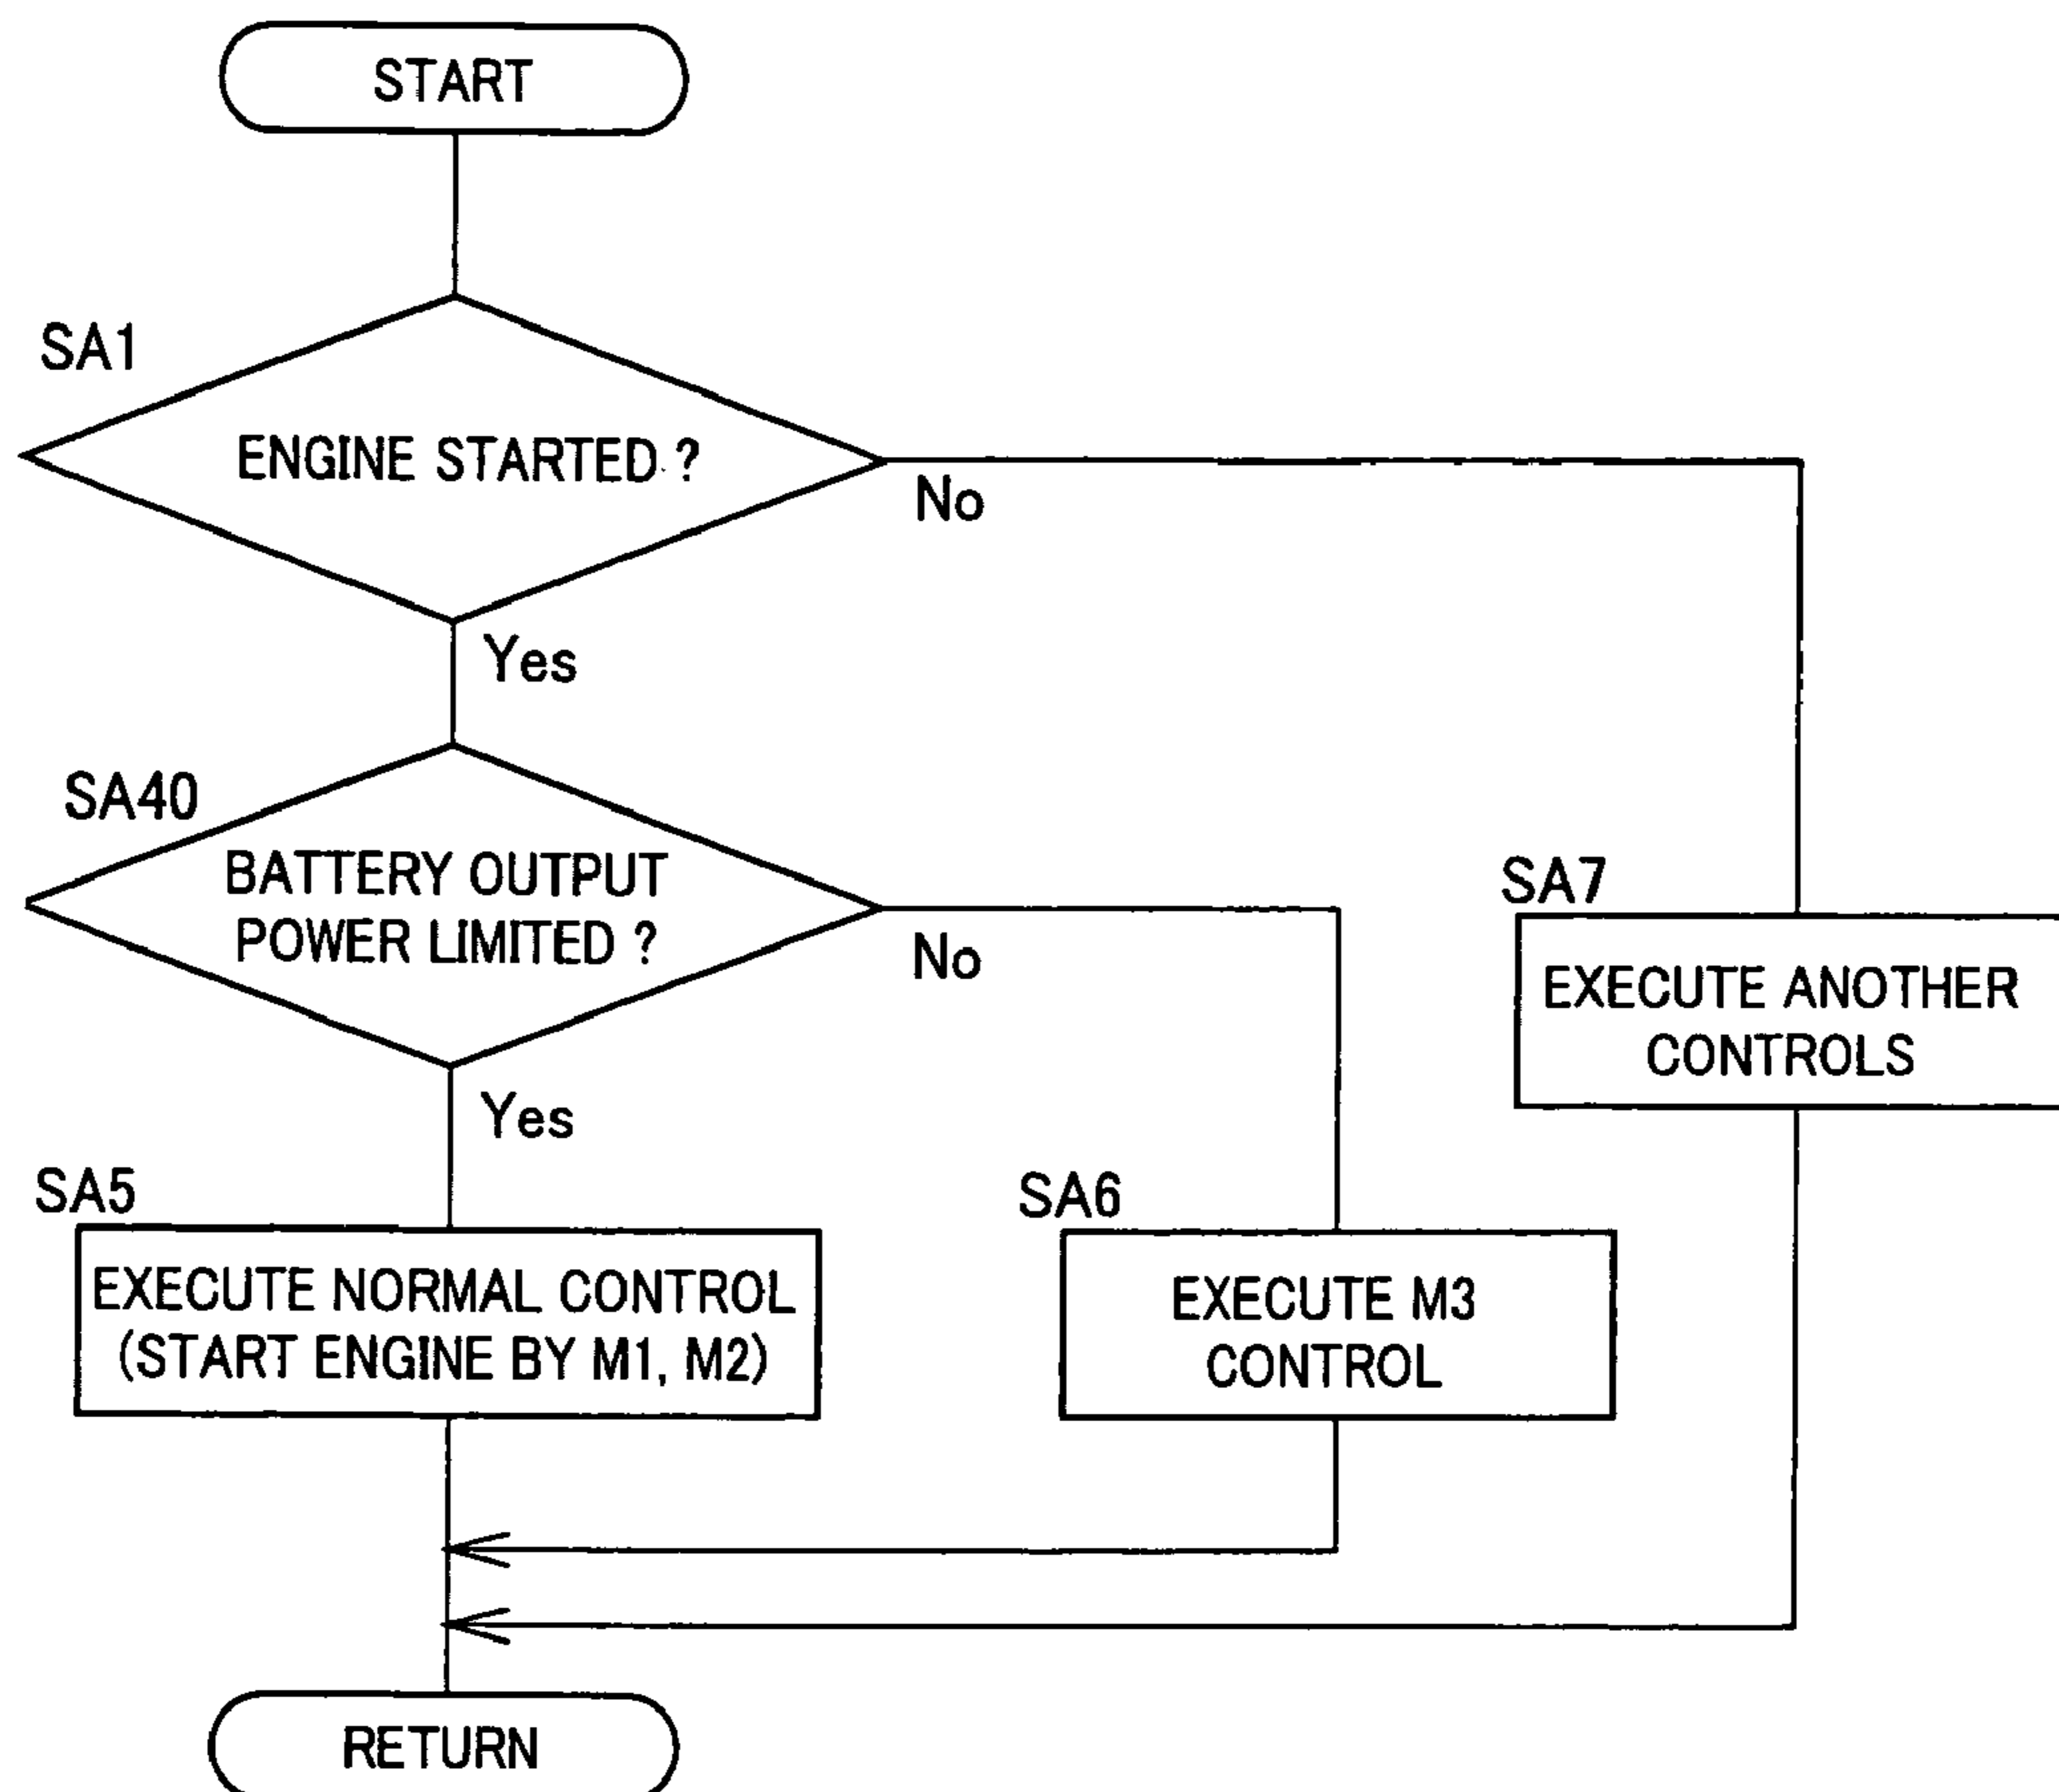 START
SA1
ENGINE STARTED ?
No
Yes
SA40
BATTERY OUTPUT
POWER LIMITED ?
No
Yes
SA7
EXECUTE ANOTHER
CONTROLS
SA5
EXECUTE NORMAL CONTROL
(START ENGINE BY M1, M2)
SA6
EXECUTE M3
CONTROL
RETURN